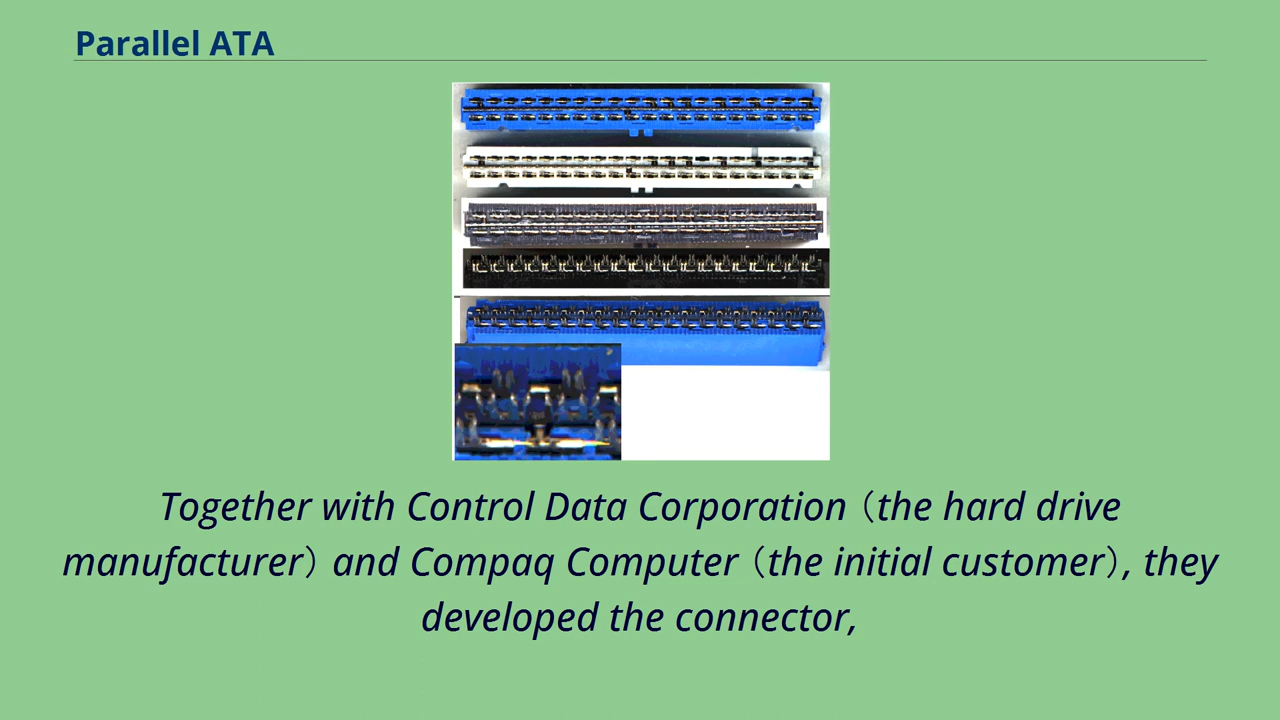 Parallel ATA
Together with Control Data Corporation (the hard drive
manufacturer) and Compaq Computer (the initial customer), they
developed the connector,